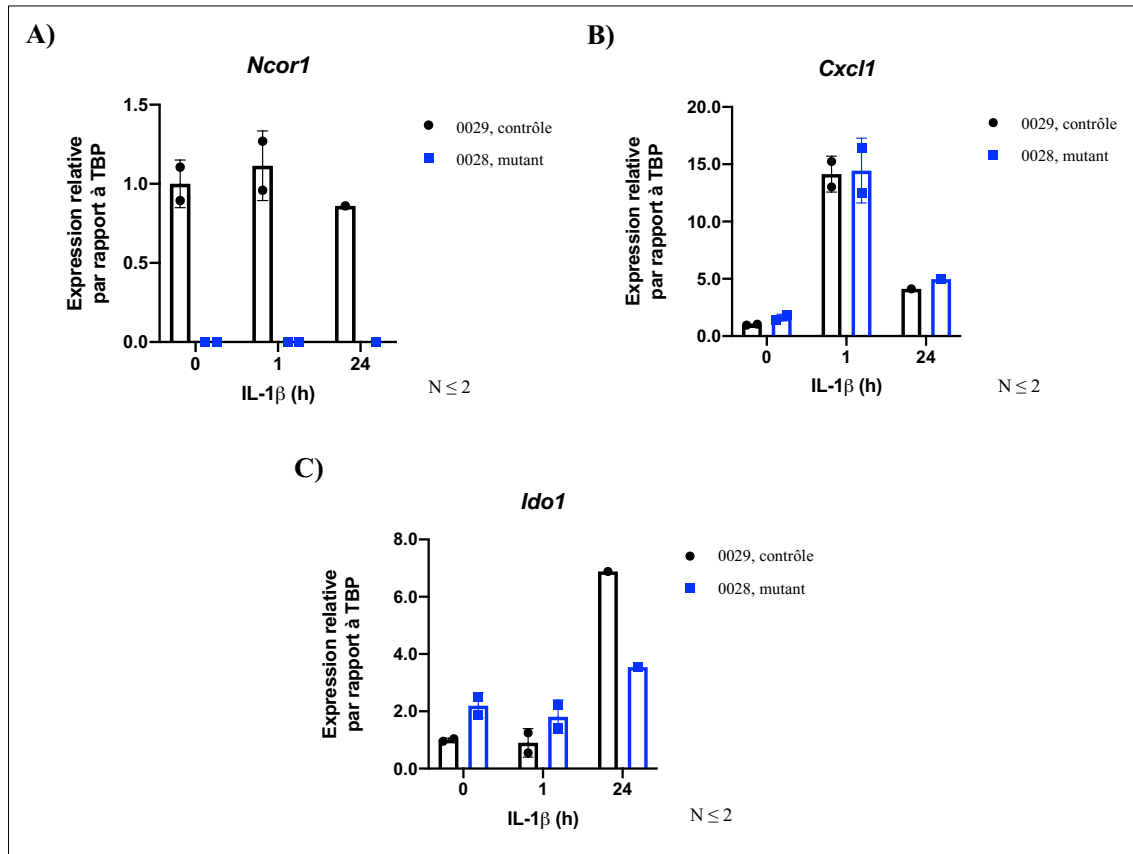 A)
Ncor1
Expression relative
par rapport à TBP
1.5
1.0
0.5
0.0
0
1
24
IL-1β (h)
0029, contrôle
0028, mutant
N ≤ 2
B)
Cxcl1
Expression relative
par rapport à TBP
20.0
15.0
10.0
5.0
0.0
0
1
24
IL-1β (h)
0029, contrôle
0028, mutant
N ≤ 2
C)
Ido1
Expression relative
par rapport à TBP
8.0
6.0
4.0
2.0
0.0
0
1
24
IL-1β (h)
0029, contrôle
0028, mutant
N ≤ 2